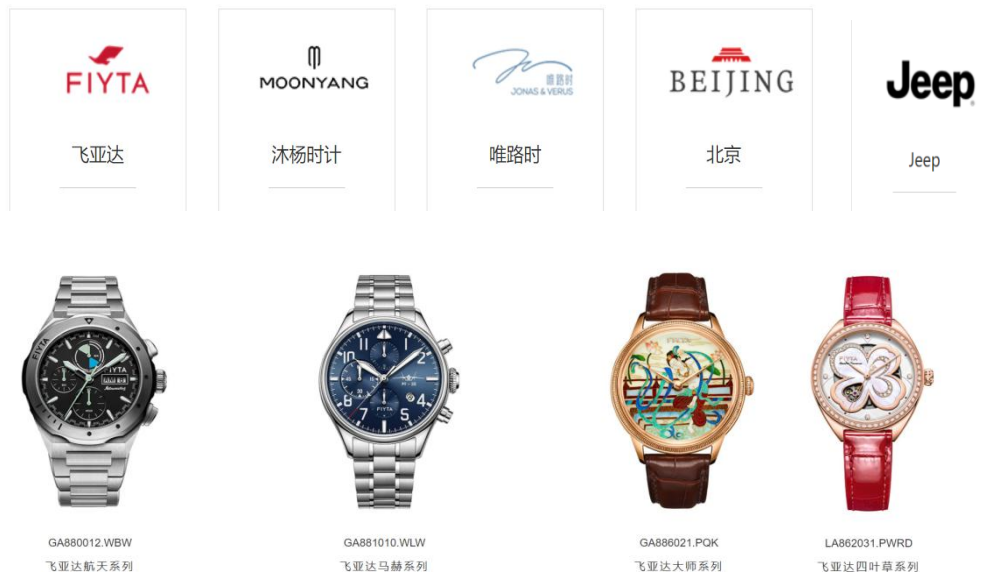 FIYTA
MOONYANG
唯路时
JONAS & VERUS
BEIJING
Jeep
飞亚达
沐杨时计
唯路时
北京
Jeep
FIYTA
FIYTA
FIYTA
FIYTA
GA880012.WBW
GA881010.WLW
GA886021.PQK
LA862031.PWRD
飞亚达航天系列
飞亚达马赫系列
飞亚达大师系列
飞亚达四叶草系列